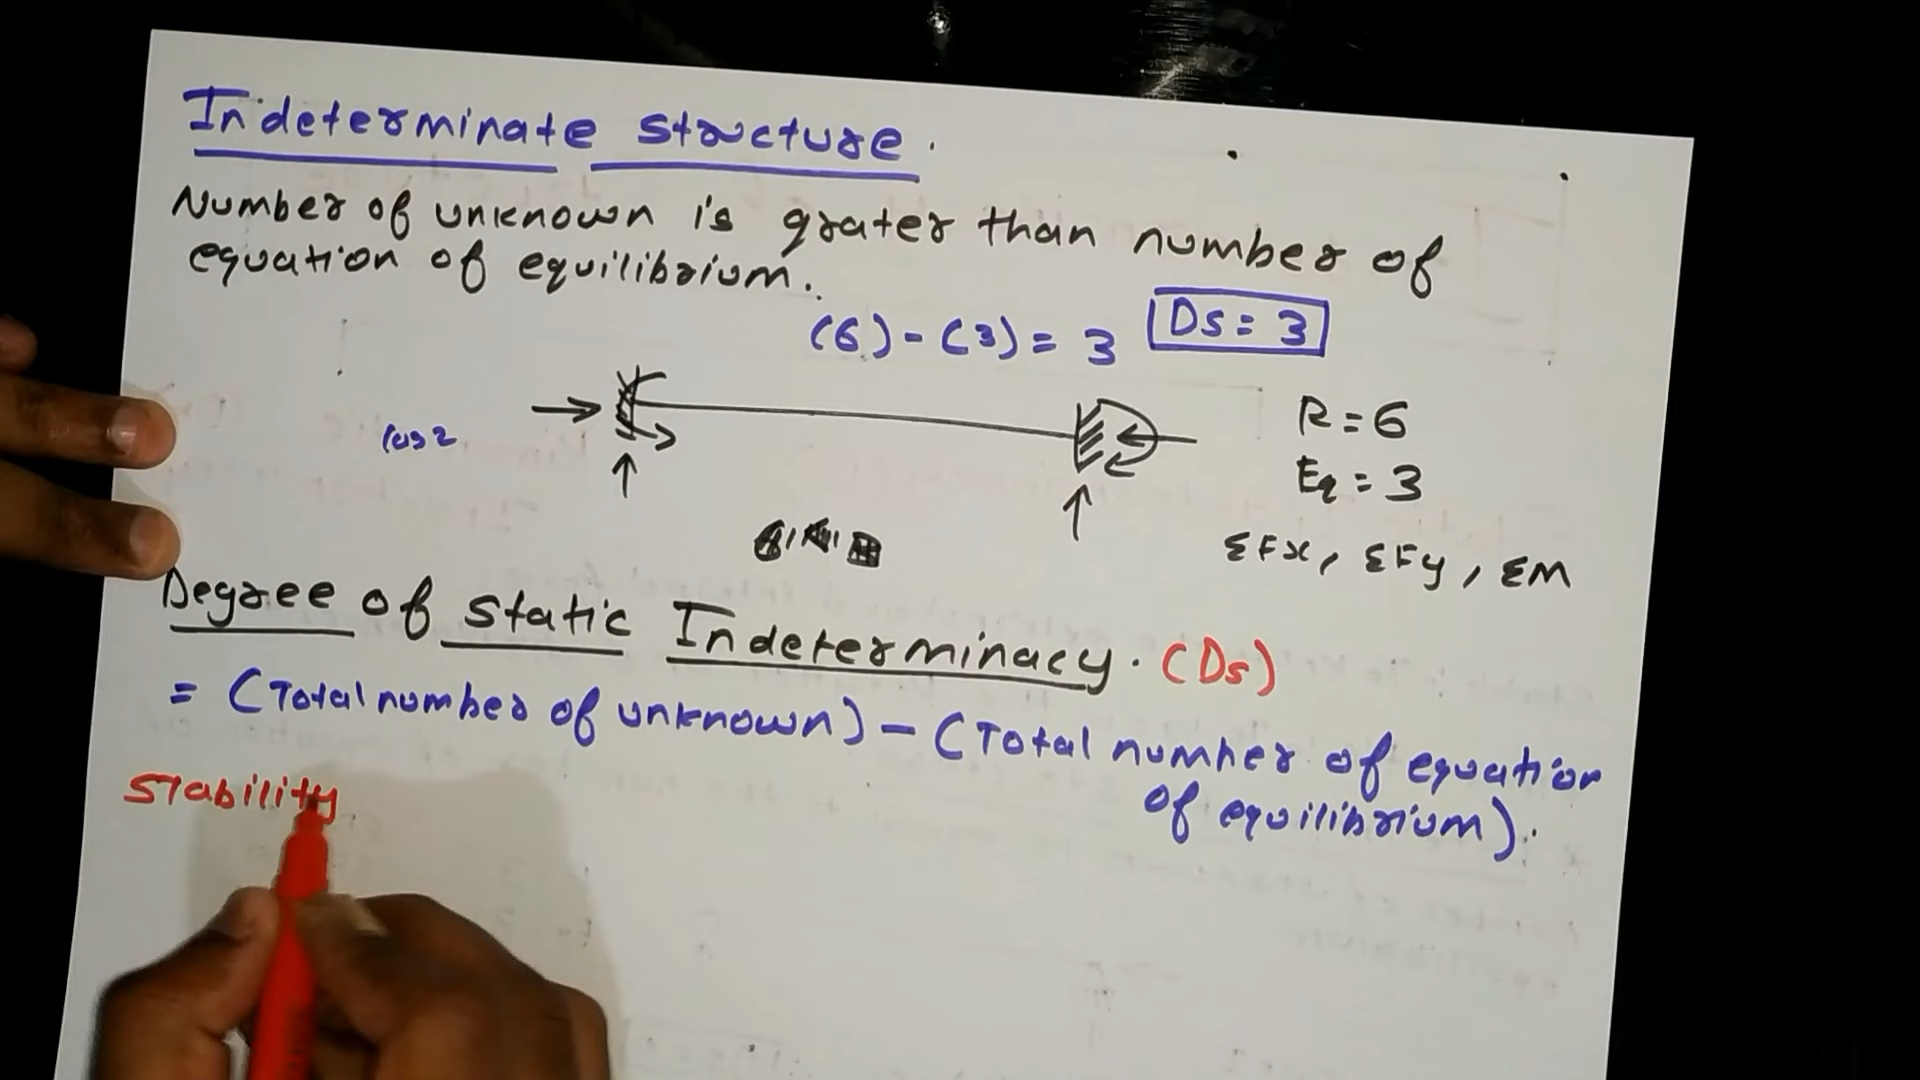 Indeterminate structure.
Number of unknown is grater than number of
equation of equilibrium.
(6) - (3) = 3 Ds = 3
R = 6
Eq = 3
ΣFx, ΣFy, ΣM
Degree of static Indeterminacy. (Ds)
= (Total number of unknown) - (Total number of equation
of equilibrium).
Stability